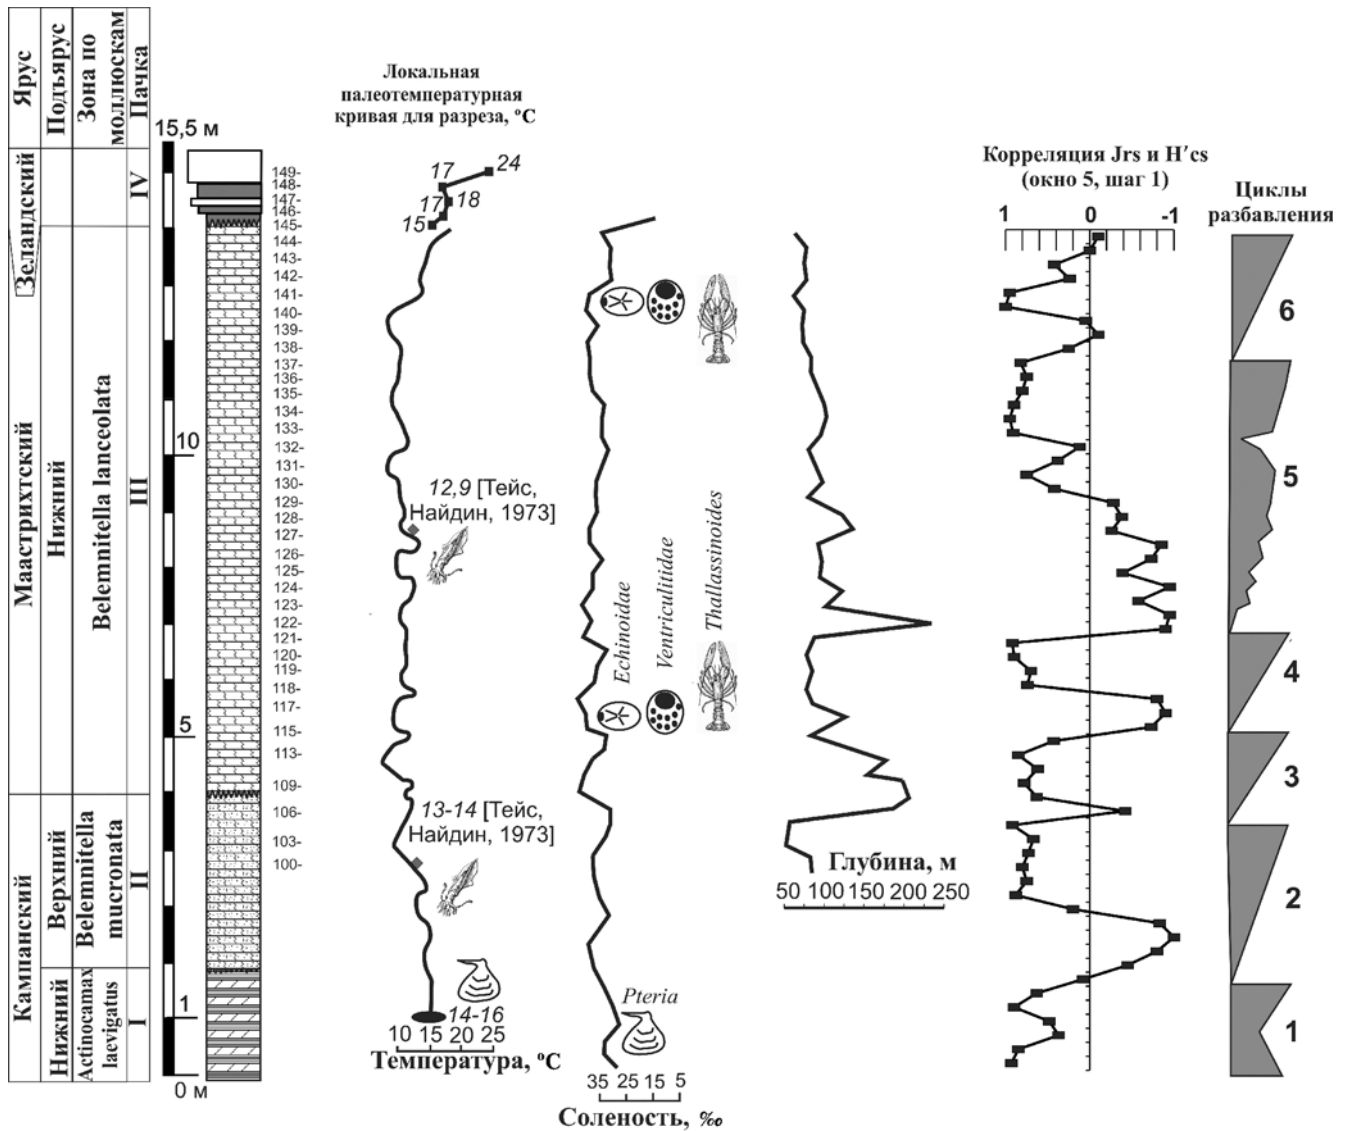 Ярус
Подъярус
Зона по
моллюскам
Пачка
15,5 м
Локальная
палеотемпературная
кривая для разреза, °С
Корреляция Jrs и H'cs
(окно 5, шаг 1)
1 0 -1
Циклы
разбавления
Зеландский
Маастрихтский
Кампанский
Нижний
Верхний
Нижний
Belemnitella lanceolata
Belemnitella
mucronata
Actinocamax
laevigatus
IV
III
II
I
10
5
1
0 м
149-
148-
147-
146-
145-
144-
143-
142-
141-
140-
139-
138-
137-
136-
135-
134-
133-
132-
131-
130-
129-
128-
127-
126-
125-
124-
123-
122-
121-
120-
119-
118-
117-
115-
113-
109-
106-
103-
100-
24
17
18
17
15
12,9 [Тейс,
Найдин, 1973]
13-14 [Тейс,
Найдин, 1973]
14-16
10 15 20 25
Температура, °С
Echinoidae
Ventriculitidae
Thallassinoides
Pteria
35 25 15 5
Соленость, ‰
Глубина, м
50 100 150 200 250
6
5
4
3
2
1